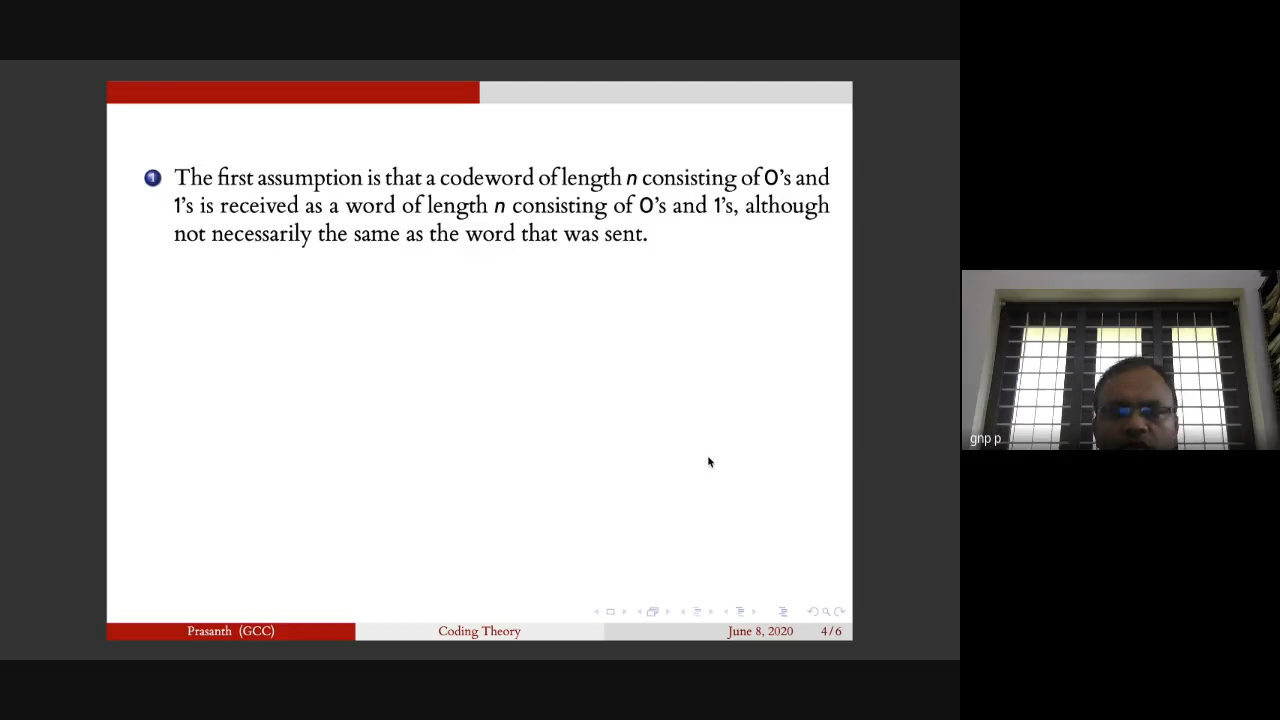 1 The first assumption is that a codeword of length n consisting of 0's and
1's is received as a word of length n consisting of 0's and 1's, although
not necessarily the same as the word that was sent.
gnp p
Prasanth (GCC) Coding Theory June 8, 2020 4/6